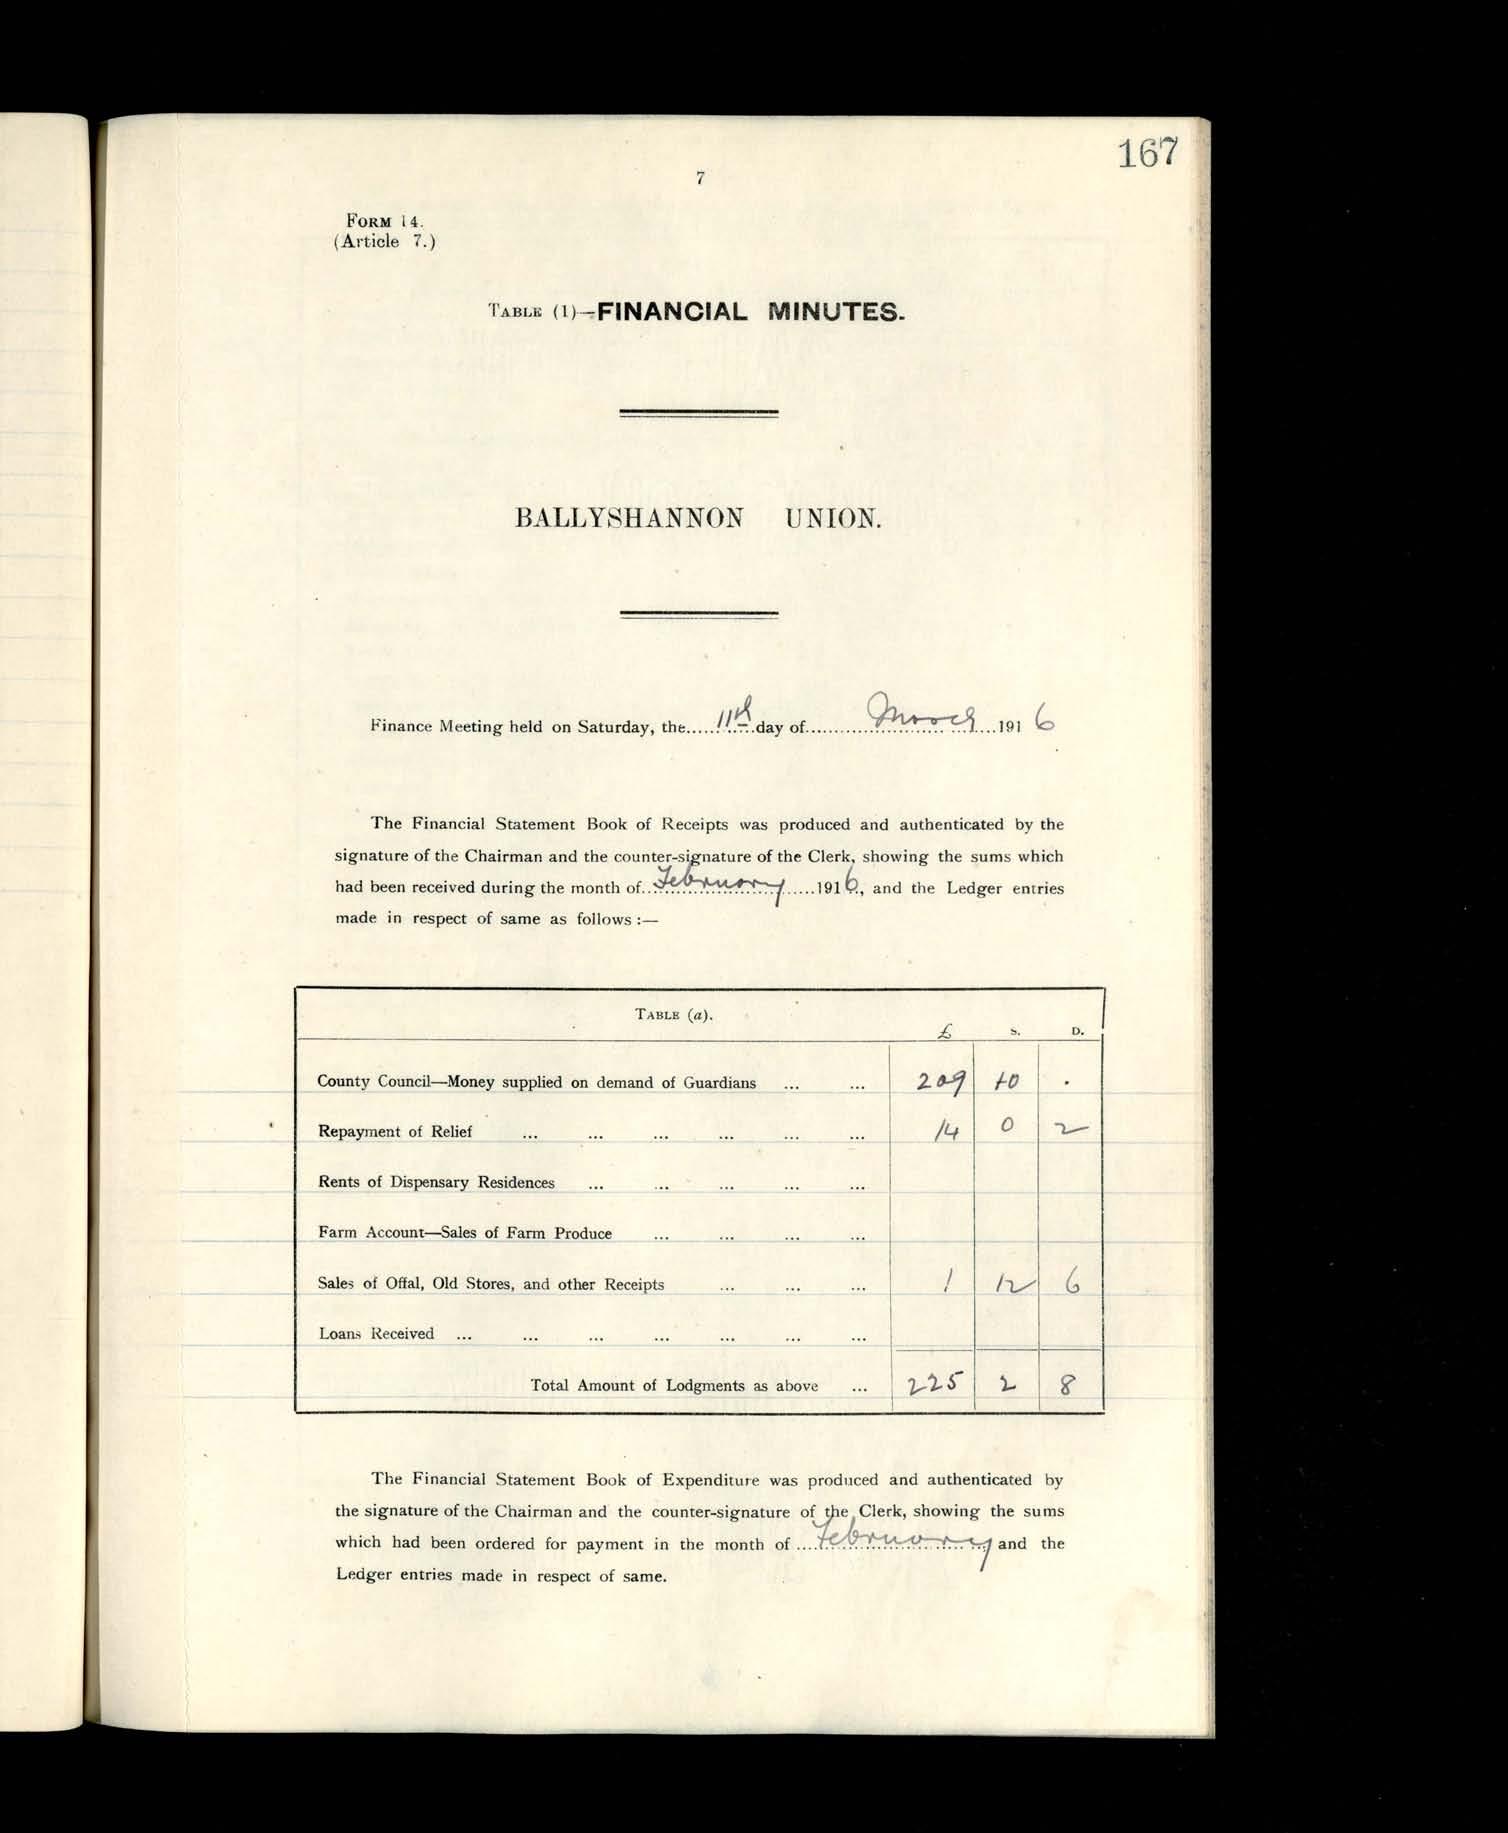 167
7
FORM 14.
(Article 7.)
TABLE (1)—FINANCIAL MINUTES.
BALLYSHANNON UNION.
Finance Meeting held on Saturday, the......11th....day of.......................March....191 6
The Financial Statement Book of Receipts was produced and authenticated by the
signature of the Chairman and the counter-signature of the Clerk, showing the sums which
had been received during the month of...February......1916., and the Ledger entries
made in respect of same as follows :—
TABLE (a).
£ S. D.
County Council—Money supplied on demand of Guardians ... ... 209 10 .
Repayment of Relief ... ... ... ... ... ... 14 0 2
Rents of Dispensary Residences ... ... ... ... ...
Farm Account—Sales of Farm Produce ... ... ... ...
Sales of Offal, Old Stores, and other Receipts ... ... ... 1 12 6
Loans Received ... ... ... ... ... ... ...
Total Amount of Lodgments as above ... 225 2 8
The Financial Statement Book of Expenditure was produced and authenticated by
the signature of the Chairman and the counter-signature of the Clerk, showing the sums
which had been ordered for payment in the month of ....February.... and the
Ledger entries made in respect of same.